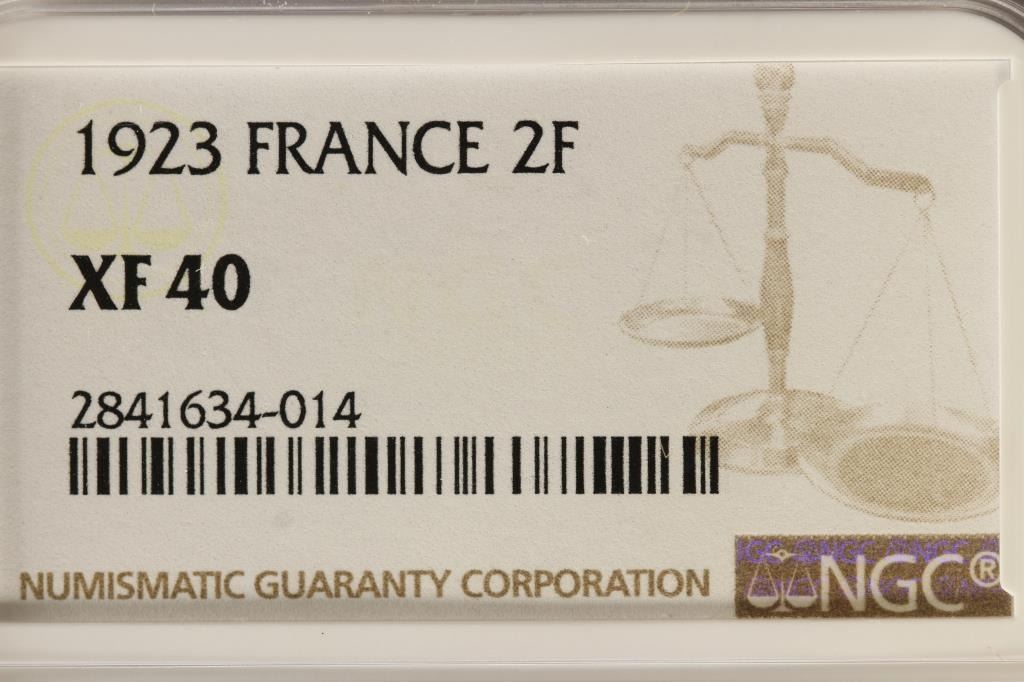 1923 FRANCE 2F
XF 40
2841634-014
NUMISMATIC GUARANTY CORPORATION
NGC®